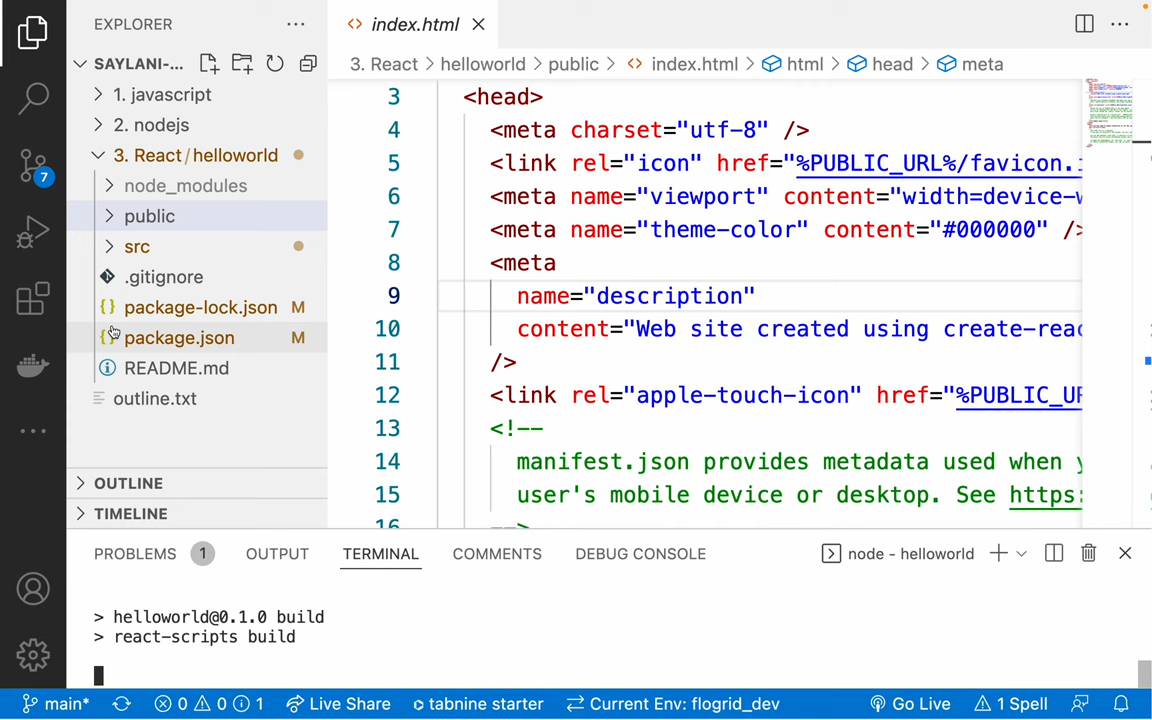 EXPLORER
index.html
SAYLANI-...
3. React > helloworld > public > index.html > html > head > meta
1. javascript
2. nodejs
3. React / helloworld
node_modules
public
src
.gitignore
package-lock.json M
package.json M
README.md
outline.txt
OUTLINE
TIMELINE
7
3 <head>
4 <meta charset="utf-8" />
5 <link rel="icon" href="%PUBLIC_URL%/favicon.
6 <meta name="viewport" content="width=device-
7 <meta name="theme-color" content="#000000" />
8 <meta
9 name="description"
10 content="Web site created using create-reac
11 />
12 <link rel="apple-touch-icon" href="%PUBLIC_U
13 <!--
14 manifest.json provides metadata used when
15 user's mobile device or desktop. See https:
16 -->
PROBLEMS 1 OUTPUT TERMINAL COMMENTS DEBUG CONSOLE node - helloworld
> helloworld@0.1.0 build
> react-scripts build
main* 0 0 1 Live Share tabnine starter Current Env: flogrid_dev Go Live 1 Spell